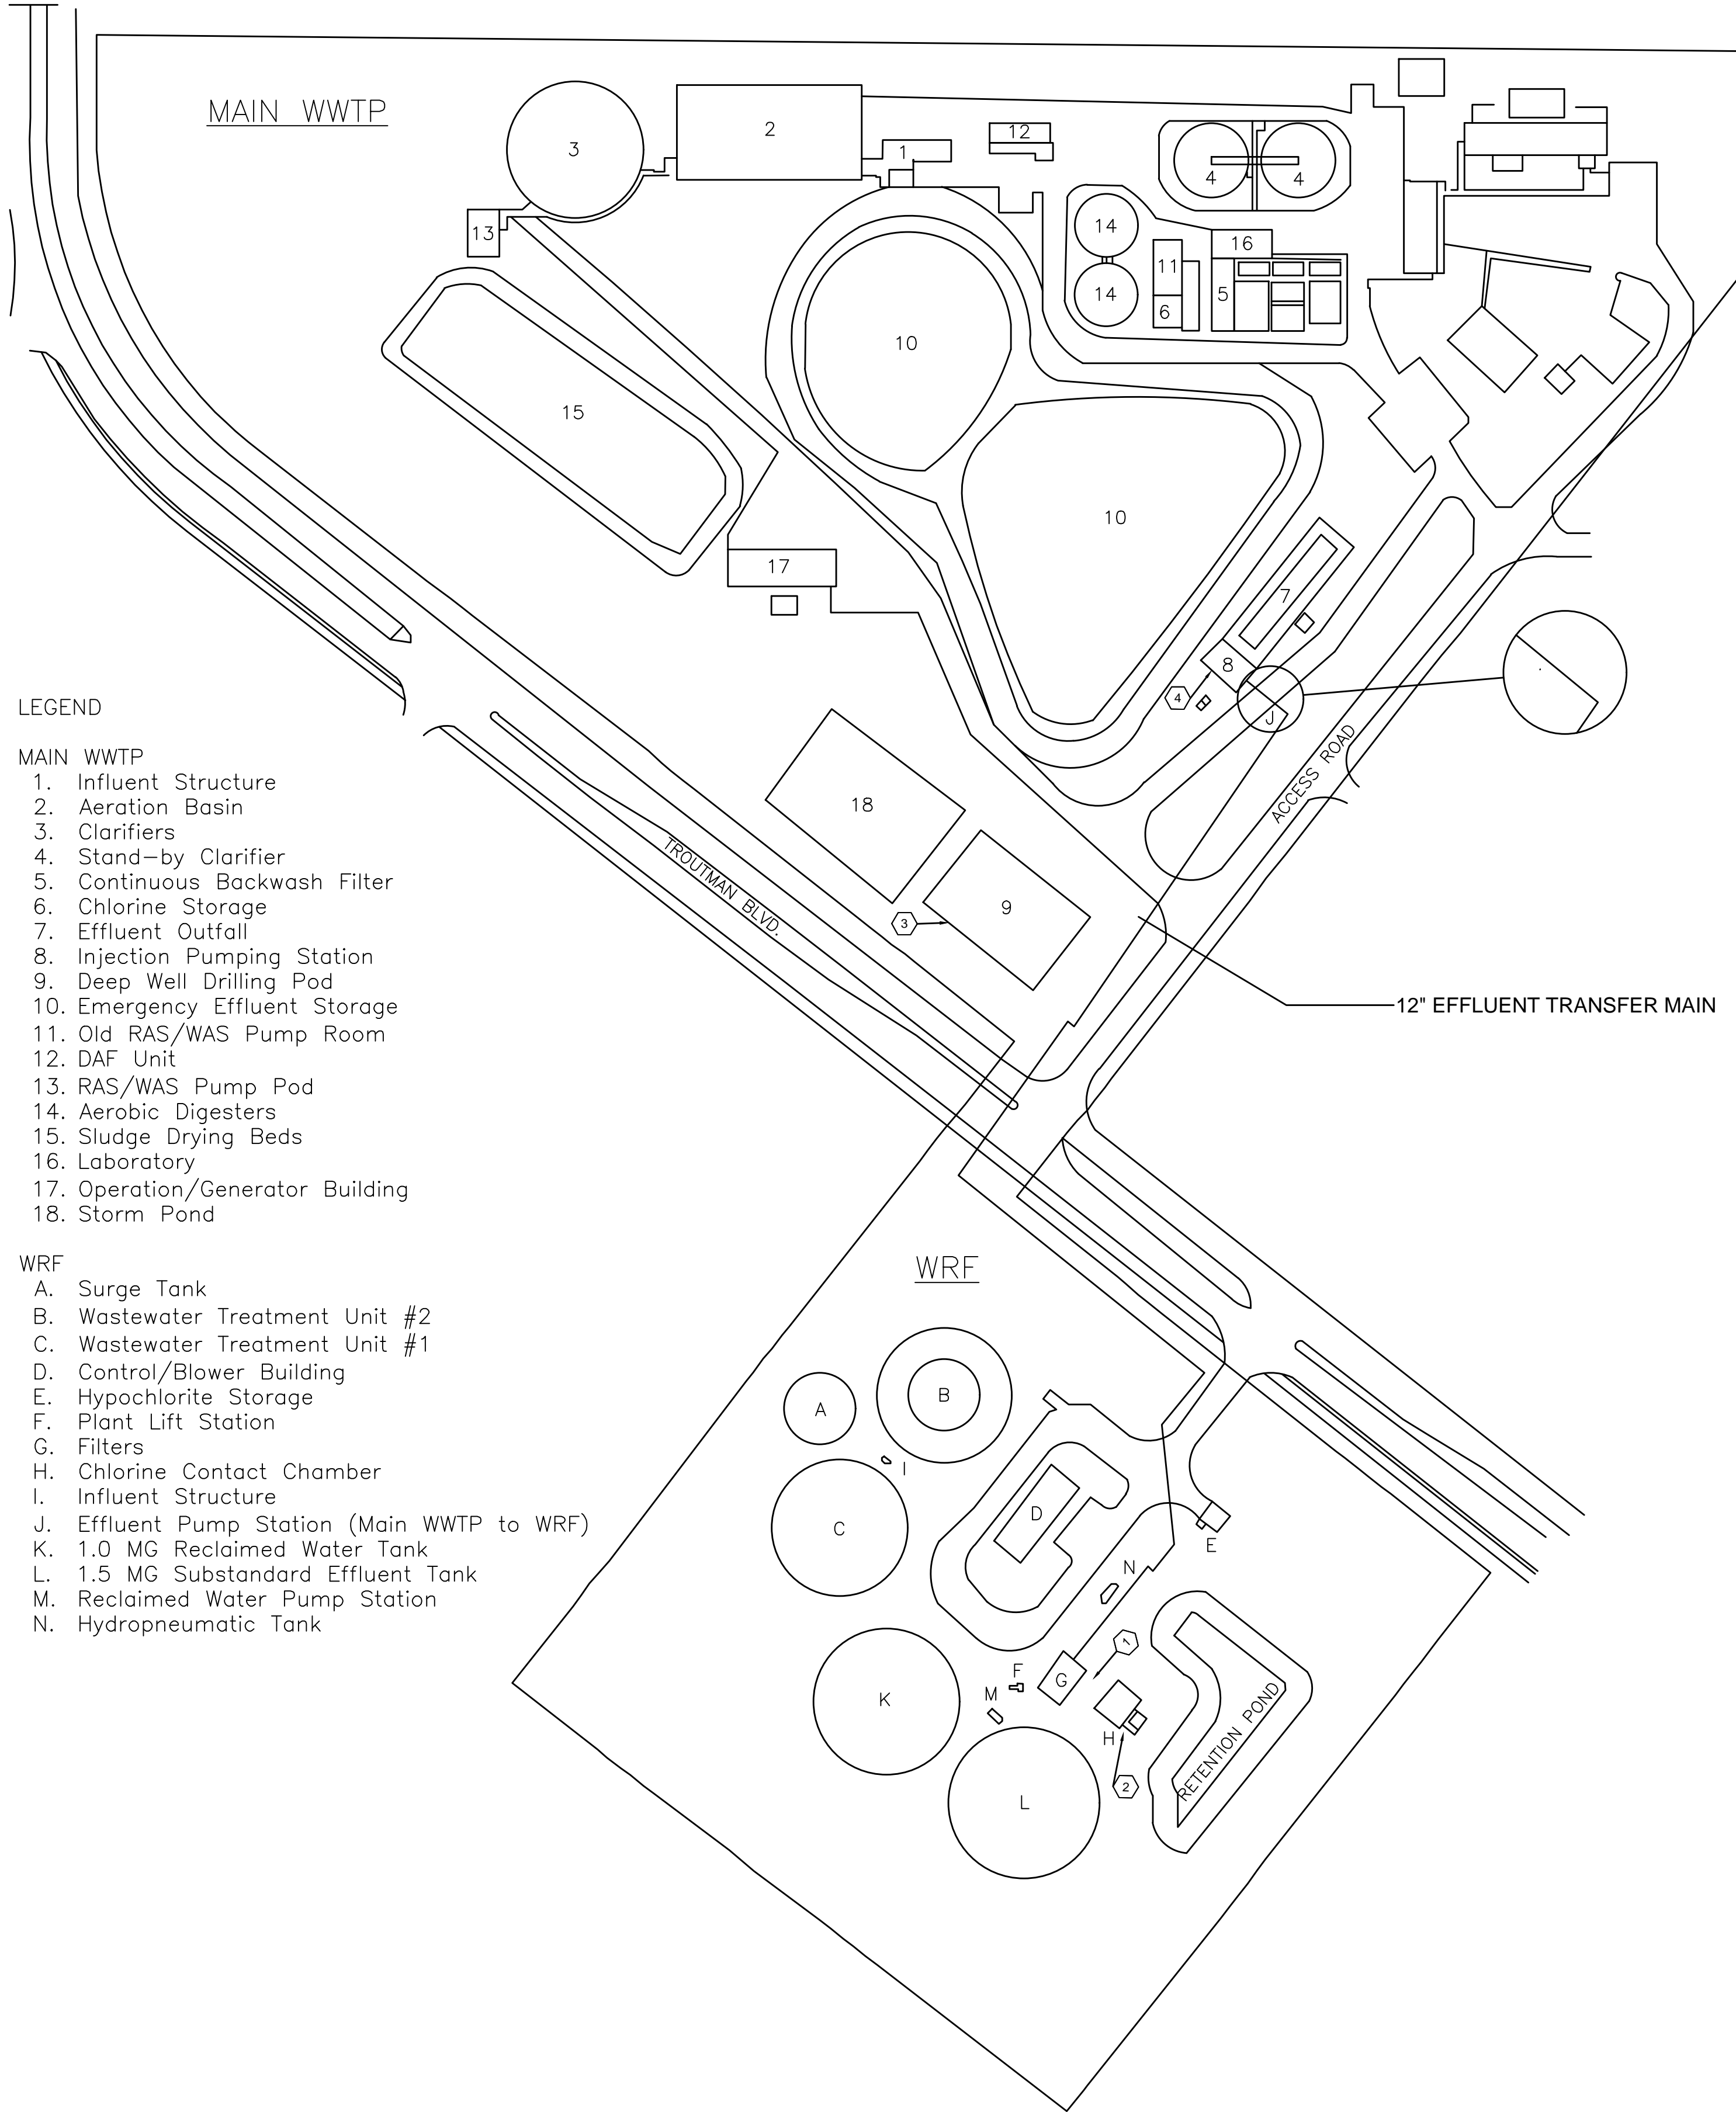 MAIN WWTP
3
2
1
12
4
4
13
14
14
11
6
16
5
10
15
10
17
7
8
4
J
LEGEND
MAIN WWTP
1. Influent Structure
2. Aeration Basin
3. Clarifiers
4. Stand-by Clarifier
5. Continuous Backwash Filter
6. Chlorine Storage
7. Effluent Outfall
8. Injection Pumping Station
9. Deep Well Drilling Pod
10. Emergency Effluent Storage
11. Old RAS/WAS Pump Room
12. DAF Unit
13. RAS/WAS Pump Pod
14. Aerobic Digesters
15. Sludge Drying Beds
16. Laboratory
17. Operation/Generator Building
18. Storm Pond
WRF
A. Surge Tank
B. Wastewater Treatment Unit #2
C. Wastewater Treatment Unit #1
D. Control/Blower Building
E. Hypochlorite Storage
F. Plant Lift Station
G. Filters
H. Chlorine Contact Chamber
I. Influent Structure
J. Effluent Pump Station (Main WWTP to WRF)
K. 1.0 MG Reclaimed Water Tank
L. 1.5 MG Substandard Effluent Tank
M. Reclaimed Water Pump Station
N. Hydropneumatic Tank
ACCESS ROAD
18
TROUTMAN BLVD.
9
3
12" EFFLUENT TRANSFER MAIN
WRF
A
B
I
C
D
E
N
1
F
G
M
K
H
2
L
RETENTION POND